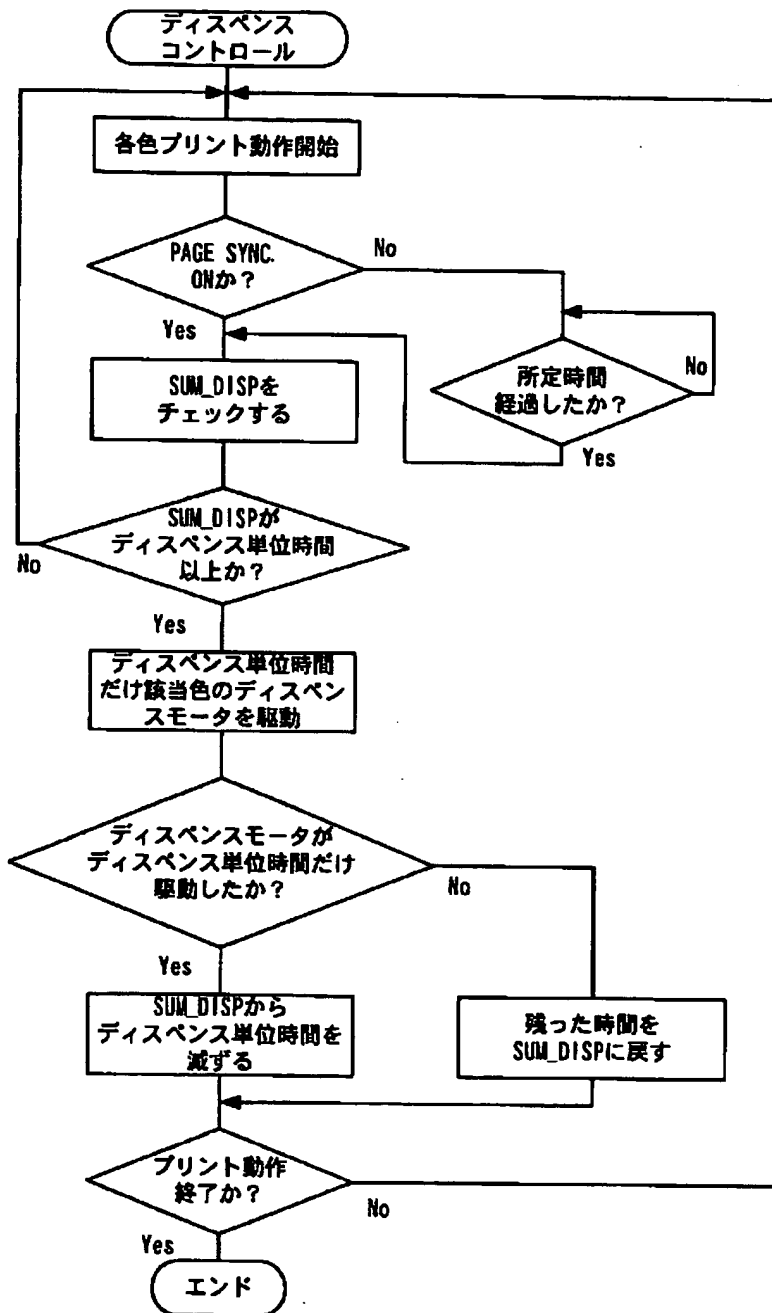 ディスペンス
コントロール
各色プリント動作開始
PAGE SYNC.
ONか?
No
Yes
所定時間
経過したか?
No
Yes
SUM_DISPを
チェックする
SUM_DISPが
ディスペンス単位時間
以上か?
No
Yes
ディスペンス単位時間
だけ該当色のディスペン
スモータを駆動
ディスペンスモータが
ディスペンス単位時間だけ
駆動したか?
No
Yes
SUM_DISPから
ディスペンス単位時間を
減ずる
残った時間を
SUM_DISPに戻す
プリント動作
終了か?
No
Yes
エンド